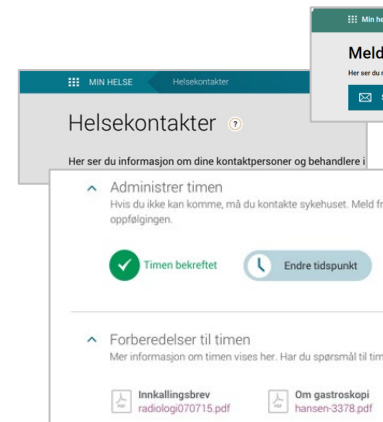 Min he
Meld
Her ser du
MIN HELSE Helsekontakter
Helsekontakter ?
Her ser du informasjon om dine kontaktpersoner og behandlere i
Administrer timen
Hvis du ikke kan komme, må du kontakte sykehuset. Meld fr
oppfølgingen.
Timen bekreftet Endre tidspunkt
Forberedelser til timen
Mer informasjon om timen vises her. Har du spørsmål til tim
Innkallingsbrev Om gastroskopi
radiologi070715.pdf hansen-3378.pdf